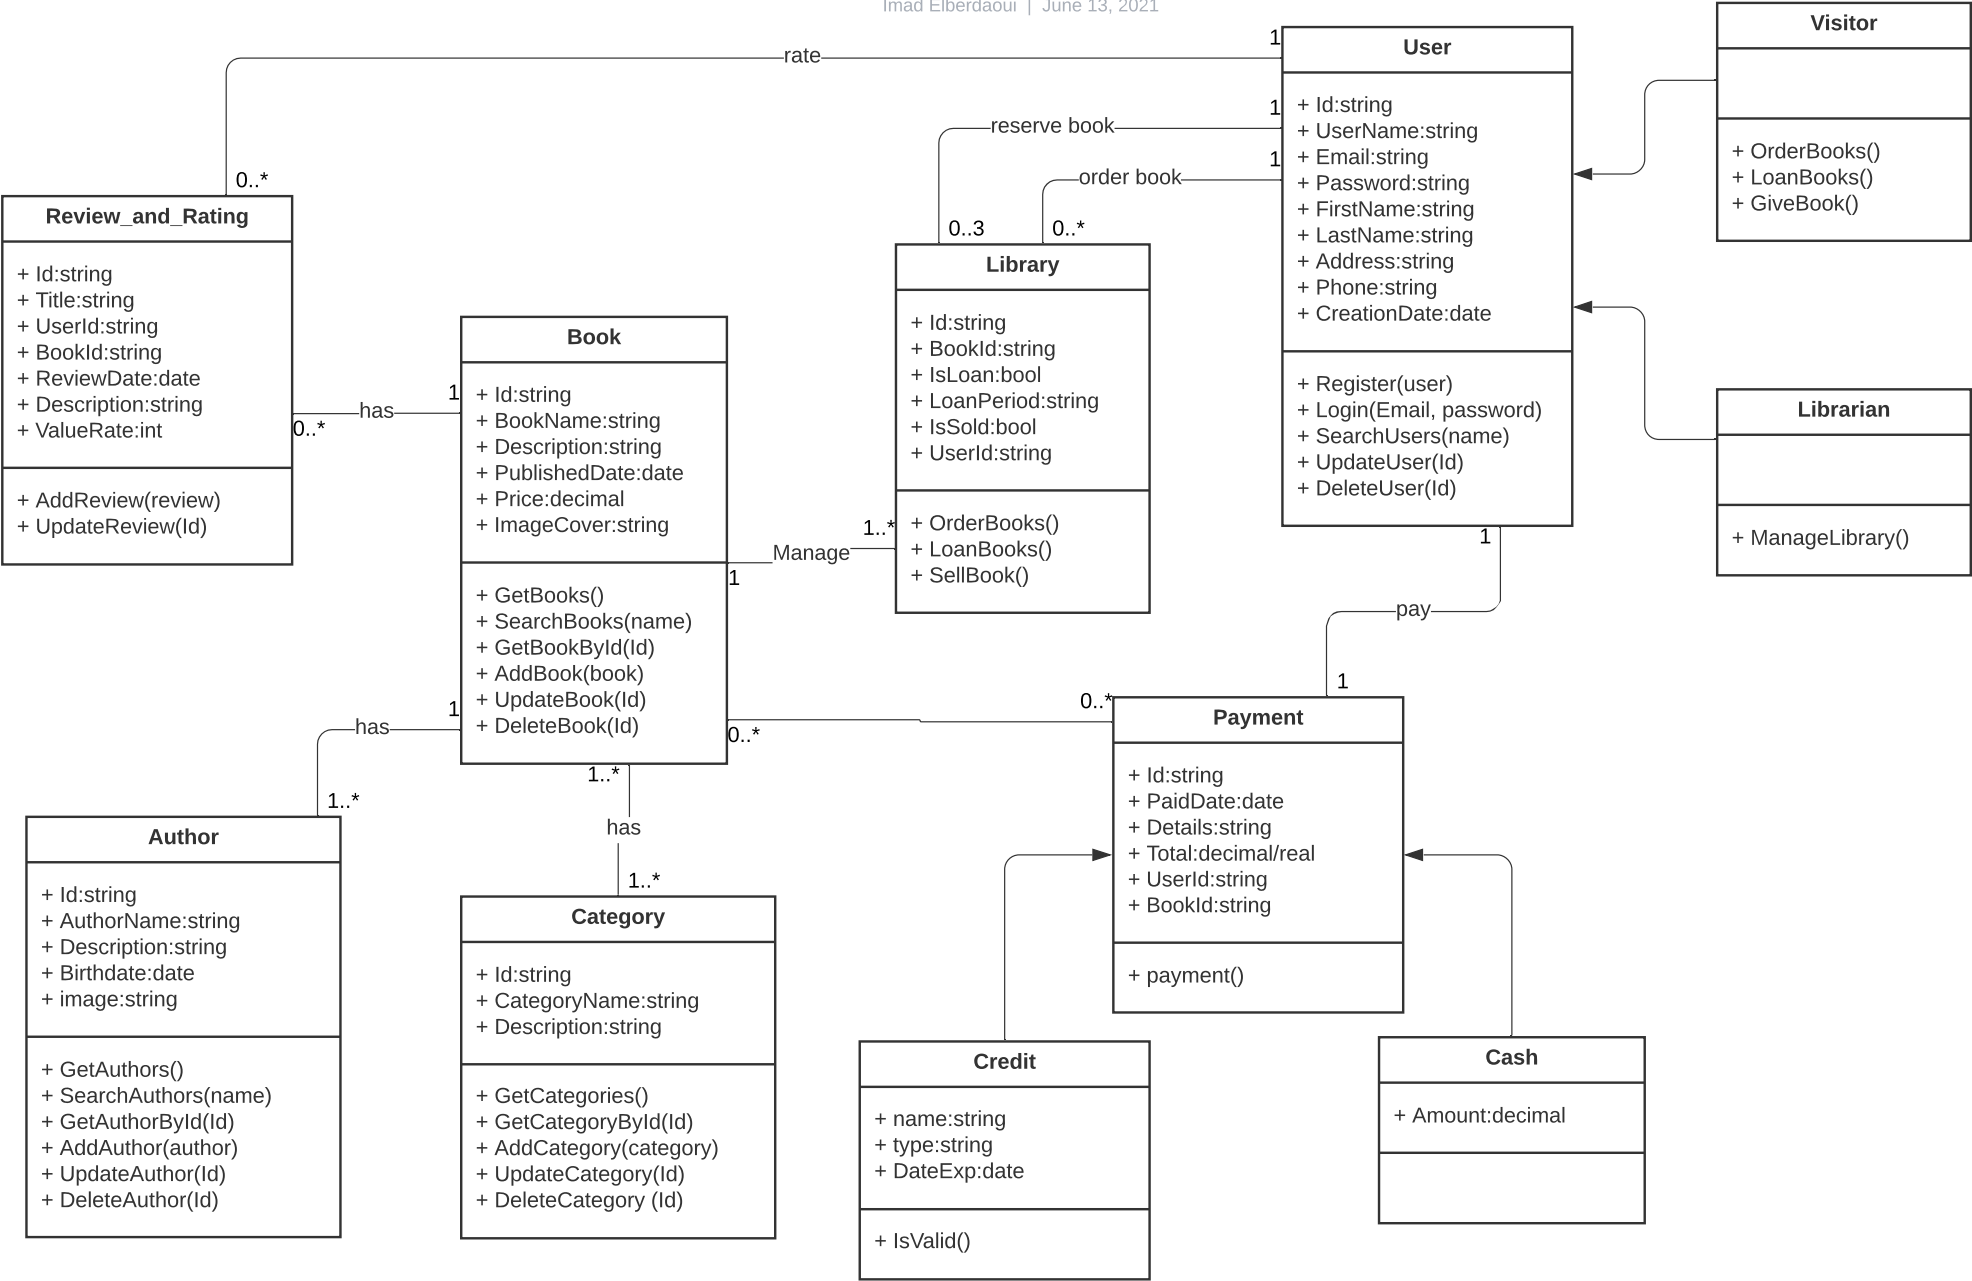 Imad Elberdaoui | June 13, 2021
Visitor
+ OrderBooks()
+ LoanBooks()
+ GiveBook()
User
+ Id:string
+ UserName:string
+ Email:string
+ Password:string
+ FirstName:string
+ LastName:string
+ Address:string
+ Phone:string
+ CreationDate:date
+ Register(user)
+ Login(Email, password)
+ SearchUsers(name)
+ UpdateUser(Id)
+ DeleteUser(Id)
rate
1
0..*
reserve book
1
0..3
order book
1
0..*
Review_and_Rating
+ Id:string
+ Title:string
+ UserId:string
+ BookId:string
+ ReviewDate:date
+ Description:string
+ ValueRate:int
+ AddReview(review)
+ UpdateReview(Id)
has
1
0..*
Book
+ Id:string
+ BookName:string
+ Description:string
+ PublishedDate:date
+ Price:decimal
+ ImageCover:string
+ GetBooks()
+ SearchBooks(name)
+ GetBookById(Id)
+ AddBook(book)
+ UpdateBook(Id)
+ DeleteBook(Id)
Library
+ Id:string
+ BookId:string
+ IsLoan:bool
+ LoanPeriod:string
+ IsSold:bool
+ UserId:string
+ OrderBooks()
+ LoanBooks()
+ SellBook()
1..*
Manage
1
Librarian
+ ManageLibrary()
1
pay
1
0..*
0..*
Payment
+ Id:string
+ PaidDate:date
+ Details:string
+ Total:decimal/real
+ UserId:string
+ BookId:string
+ payment()
1
has
1..*
Author
+ Id:string
+ AuthorName:string
+ Description:string
+ Birthdate:date
+ image:string
+ GetAuthors()
+ SearchAuthors(name)
+ GetAuthorById(Id)
+ AddAuthor(author)
+ UpdateAuthor(Id)
+ DeleteAuthor(Id)
1..*
has
1..*
Category
+ Id:string
+ CategoryName:string
+ Description:string
+ GetCategories()
+ GetCategoryById(Id)
+ AddCategory(category)
+ UpdateCategory(Id)
+ DeleteCategory (Id)
Credit
+ name:string
+ type:string
+ DateExp:date
+ IsValid()
Cash
+ Amount:decimal